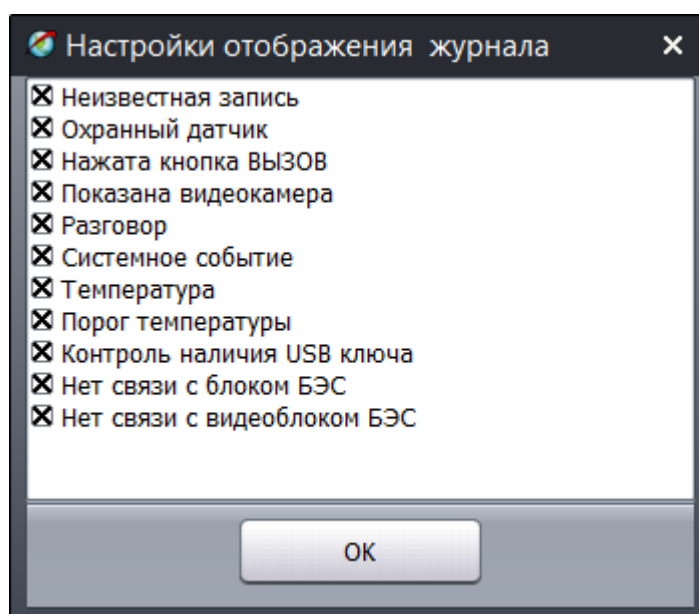 Настройки отображения журнала
Неизвестная запись
Охранный датчик
Нажата кнопка ВЫЗОВ
Показана видеокамера
Разговор
Системное событие
Температура
Порог температуры
Контроль наличия USB ключа
Нет связи с блоком БЭС
Нет связи с видеоблоком БЭС
ОК